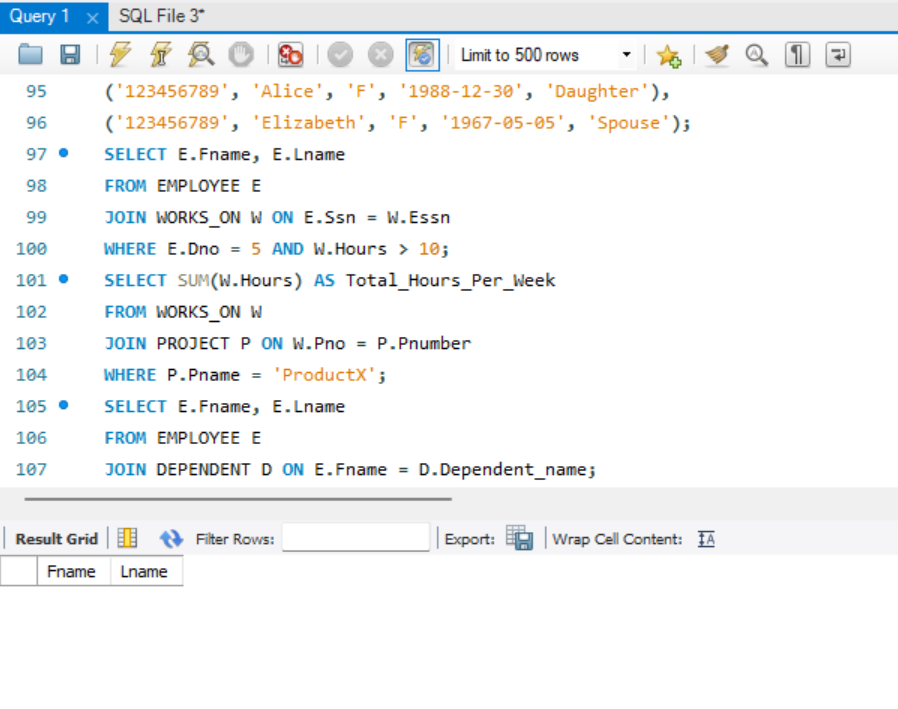 Query 1 × SQL File 3*
Limit to 500 rows
95 ('123456789', 'Alice', 'F', '1988-12-30', 'Daughter'),
96 ('123456789', 'Elizabeth', 'F', '1967-05-05', 'Spouse');
97 SELECT E.Fname, E.Lname
98 FROM EMPLOYEE E
99 JOIN WORKS_ON W ON E.Ssn = W.Essn
100 WHERE E.Dno = 5 AND W.Hours > 10;
101 SELECT SUM(W.Hours) AS Total_Hours_Per_Week
102 FROM WORKS_ON W
103 JOIN PROJECT P ON W.Pno = P.Pnumber
104 WHERE P.Pname = 'ProductX';
105 SELECT E.Fname, E.Lname
106 FROM EMPLOYEE E
107 JOIN DEPENDENT D ON E.Fname = D.Dependent_name;
Result Grid Filter Rows: Export: Wrap Cell Content: IA
Fname Lname